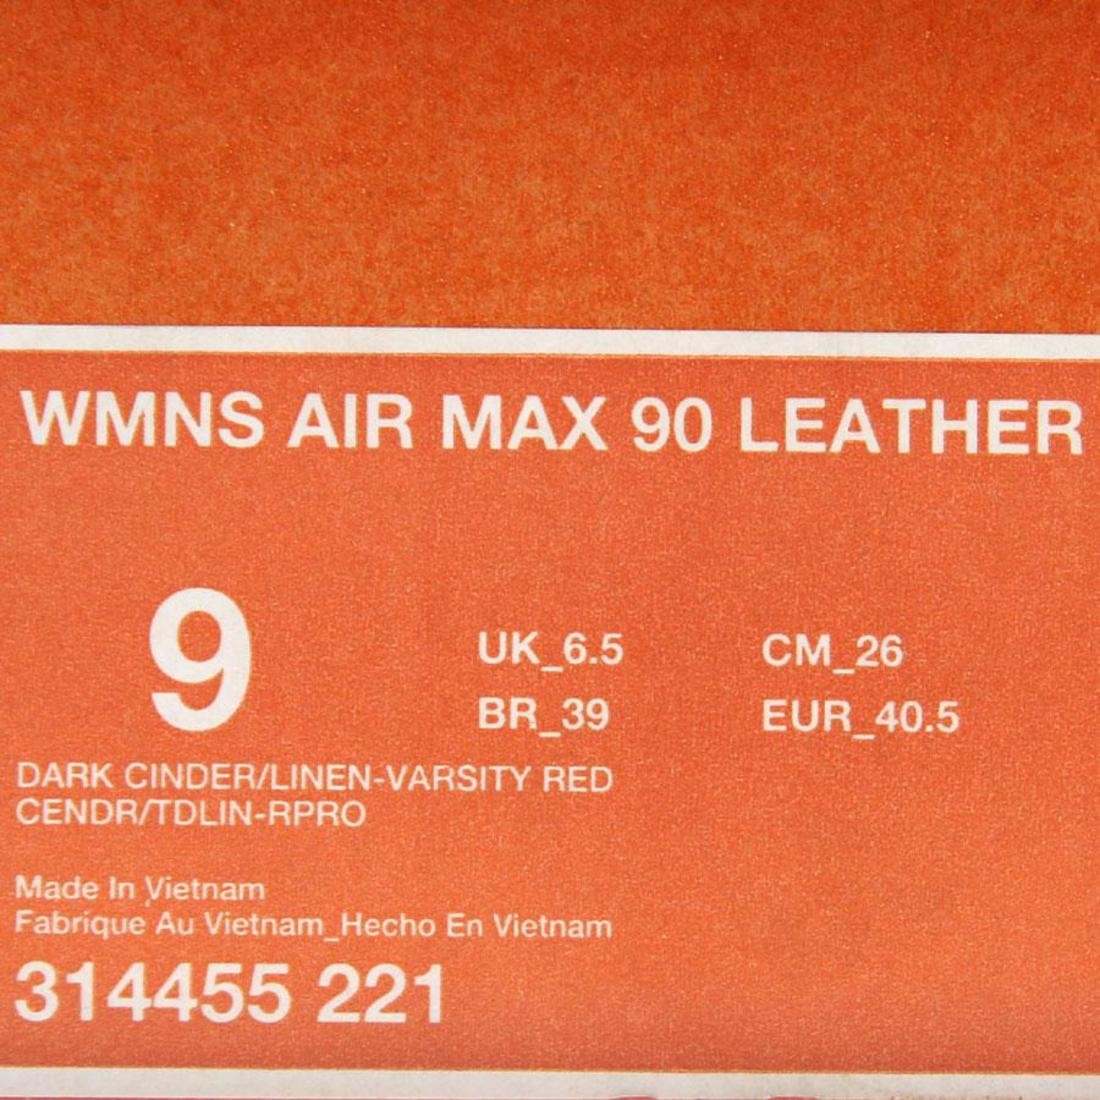 WMNS AIR MAX 90 LEATHER
9
UK_6.5 CM_26
BR_39 EUR_40.5
DARK CINDER/LINEN-VARSITY RED
CENDR/TDLIN-RPRO
Made In Vietnam
Fabrique Au Vietnam_Hecho En Vietnam
314455 221